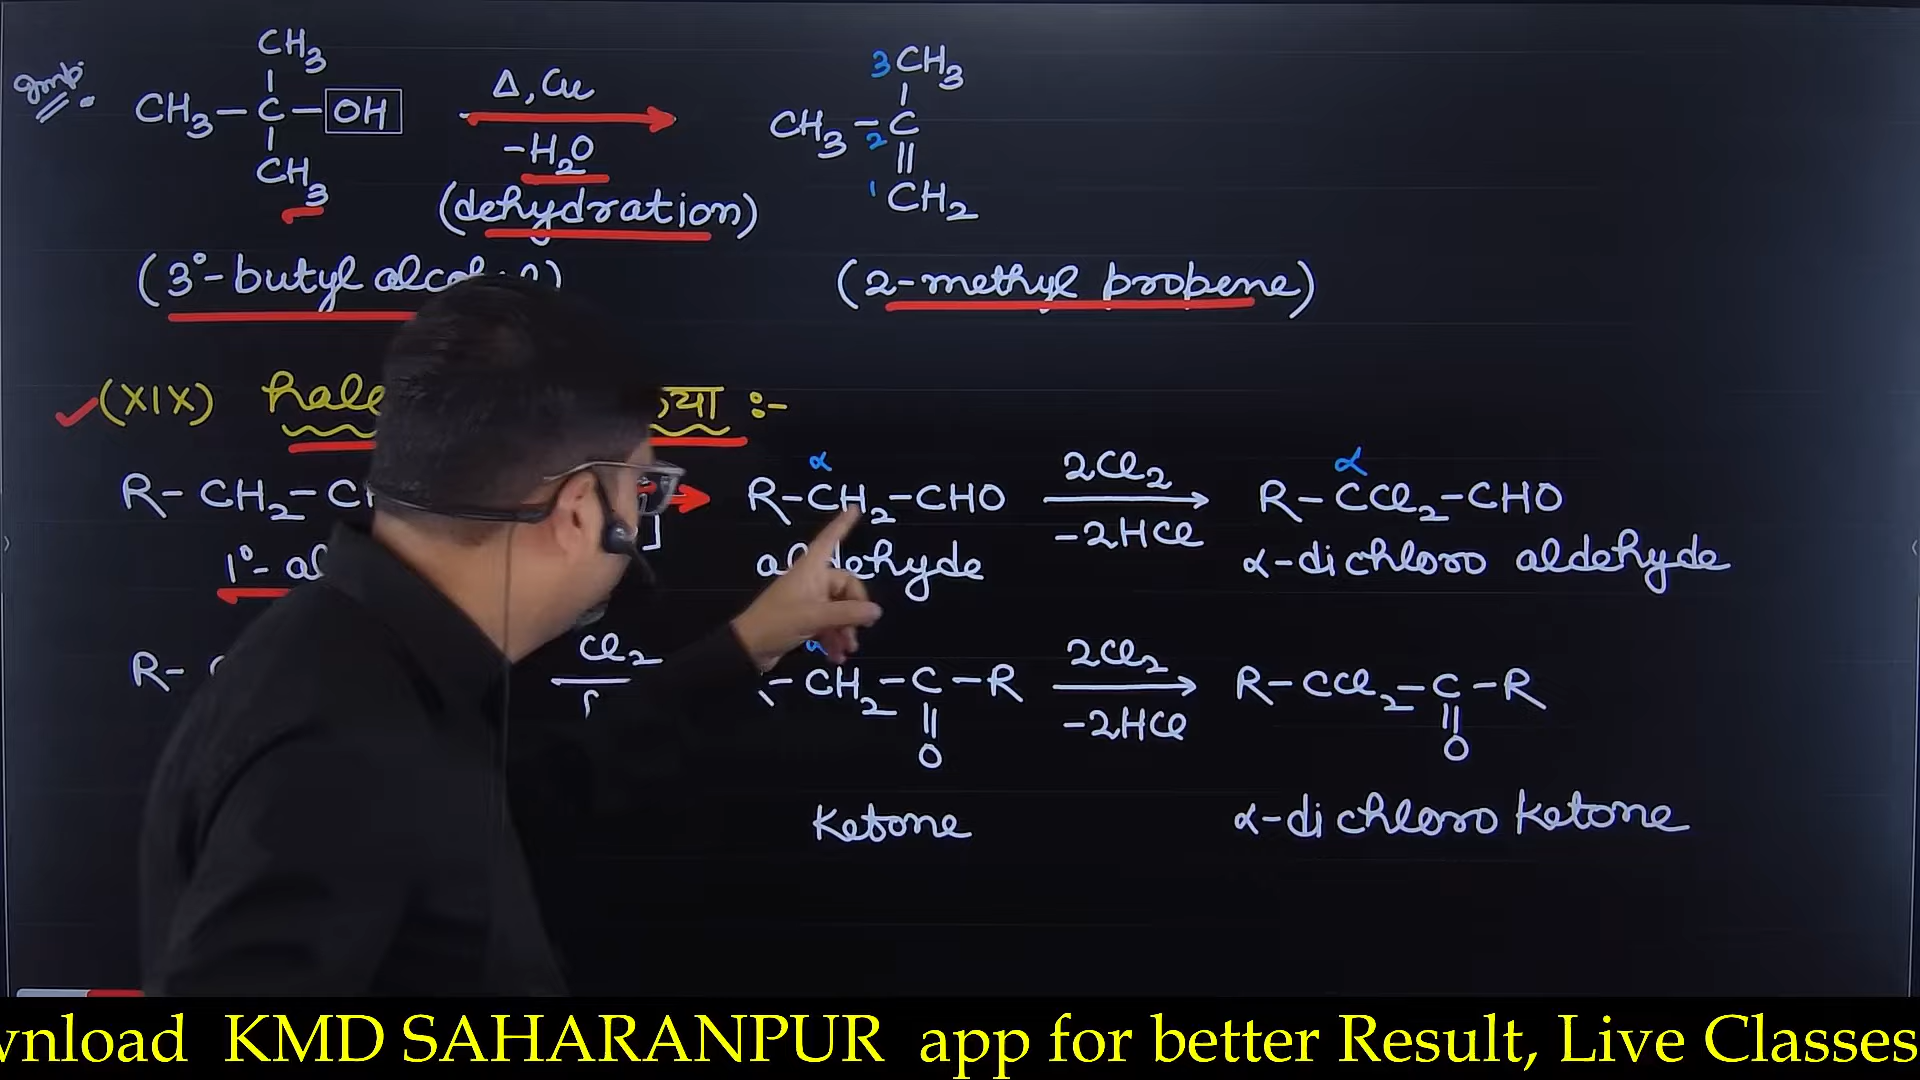 Imp.
CH3
CH3 - C - OH
CH3
Δ, Cu
-H2O
(dehydration)
3 CH3
CH3 - C 2
1 CH2
(3°-butyl alcohol)
(2-methyl propene)
(XIX) :-
R - CH2 - α R - CH2 - CHO 2Cl2 -2HCl α R - CCl2 - CHO
1°- aldehyde α-dichloro aldehyde
R - Cl2 α - CH2 - C - R 2Cl2 -2HCl R - CCl2 - C - R
O O
Ketone α-dichloro ketone
KMD SAHARANPUR app for better Result, Live Classes